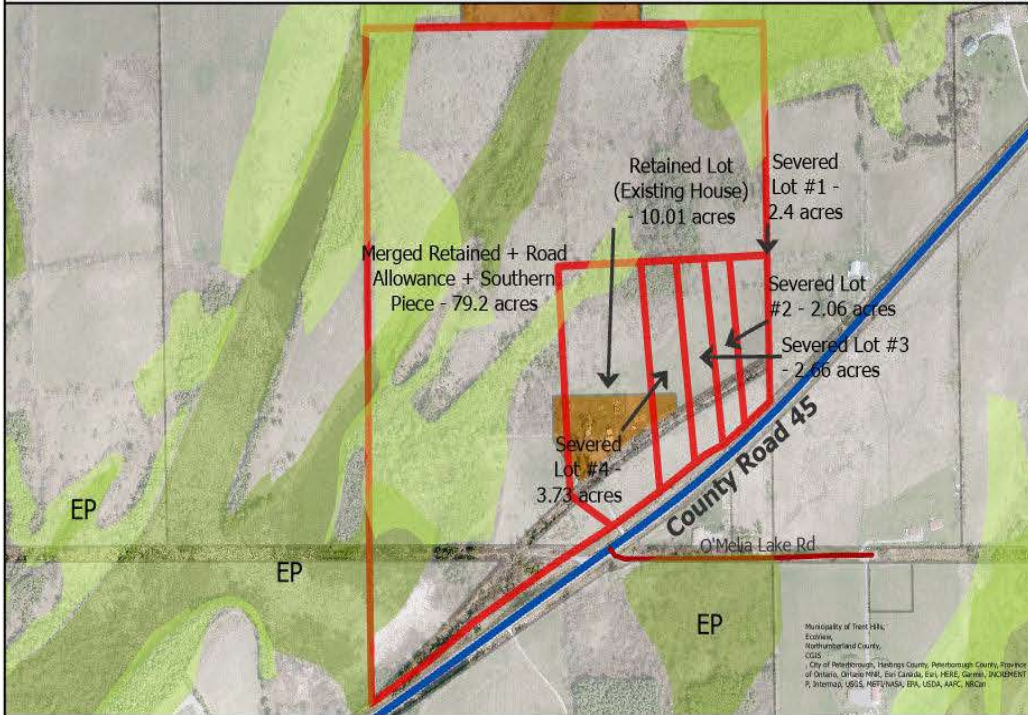 Retained Lot
(Existing House)
- 10.01 acres
Severed
Lot #1 -
2.4 acres
Merged Retained + Road
Allowance + Southern
Piece - 79.2 acres
Severed Lot
#2 - 2.06 acres
Severed Lot #3
- 2.66 acres
Severed
Lot #4 -
3.73 acres
County Road 45
O'Melia Lake Rd
EP
EP
EP
Municipality of Trent Hills,
Ecoview,
Northumberland County,
CGIS
, City of Peterborough, Hastings County, Peterborough County, Province
of Ontario, Ontario MNR, Esri Canada, Esri, HERE, Garmin, INCREMENT
P, Intermap, USGS, METI/NASA, EPA, USDA, AAFC, NRCan